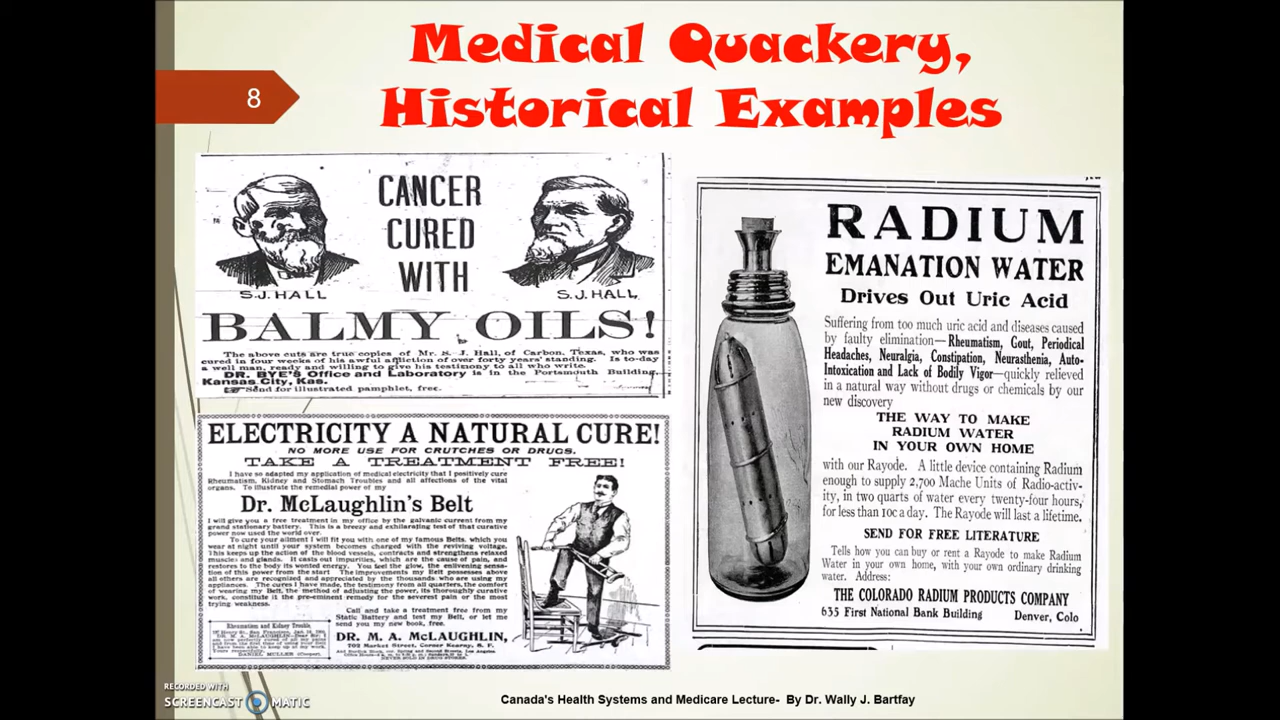 8
Medical Quackery,
Historical Examples
CANCER
CURED
WITH
S.J. HALL
S.J. HALL,
BALMY OILS!
The above cuts are true copies of Mr. S. J. Hall, of Carbon, Texas, who was
cured in four weeks of his awful affliction of over forty years' standing. Is to-day
a well man, ready and willing to give his testimony to all who write.
DR. BYE'S Office and Laboratory is in the Portsmouth Building,
Kansas City, Kas.
Send for illustrated pamphlet, free.
ELECTRICITY A NATURAL CURE!
NO MORE USE FOR CRUTCHES OR DRUGS.
TAKE A TREATMENT FREE!
I have so adapted my application of medical electricity that I positively cure
Rheumatism, Kidney and Stomach Troubles and all affections of the vital
organs. To illustrate the remedial power of my
Dr. McLaughlin's Belt
I will give you a free treatment in my office by the galvanic current from my
grand stationary battery. This is a breezy and exhilarating test of that curative
power now used the world over.
To cure your ailment I will fit you with one of my famous Belts, which you
wear at night until your system becomes charged with the reviving voltage.
This keeps up the action of the blood vessels, contracts and strengthens relaxed
muscles and glands. It casts out impurities, which are the cause of pain, and
restores to the body its wonted energy. You feel the glow, the enlivening sensa-
tion of this power from the start The improvements my Belt possesses above
all others are recognized and appreciated by the thousands who are using my
appliances. The cures I have made, the testimony from all quarters, the comfort
of wearing my Belt, the method of adjusting the power, its thoroughly curative
work, constitute it the pre-eminent remedy for the severest pain or the most
trying weakness.
Call and take a treatment free from my
Static Battery and test my Belt, or let me
send you my new book, free.
Rheumatism and Kidney Trouble.
DANIEL MULLER
DR. M. A. McLAUGHLIN,
702 Market Street, Corner Kearny, S. F.
NEVER SOLD IN DRUG STORES.
RADIUM
EMANATION WATER
Drives Out Uric Acid
Suffering from too much uric acid and diseases caused
by faulty elimination—Rheumatism, Gout, Periodical
Headaches, Neuralgia, Constipation, Neurasthenia, Auto-
Intoxication and Lack of Bodily Vigor—quickly relieved
in a natural way without drugs or chemicals by our
new discovery
THE WAY TO MAKE
RADIUM WATER
IN YOUR OWN HOME
with our Rayode. A little device containing Radium
enough to supply 2,700 Mache Units of Radio-activ-
ity, in two quarts of water every twenty-four hours,
for less than 10c a day. The Rayode will last a lifetime.
SEND FOR FREE LITERATURE
Tells how you can buy or rent a Rayode to make Radium
Water in your own home, with your own ordinary drinking
water. Address:
THE COLORADO RADIUM PRODUCTS COMPANY
635 First National Bank Building Denver, Colo
RECORDED WITH
SCREENCAST MATIC
Canada's Health Systems and Medicare Lecture- By Dr. Wally J. Bartfay